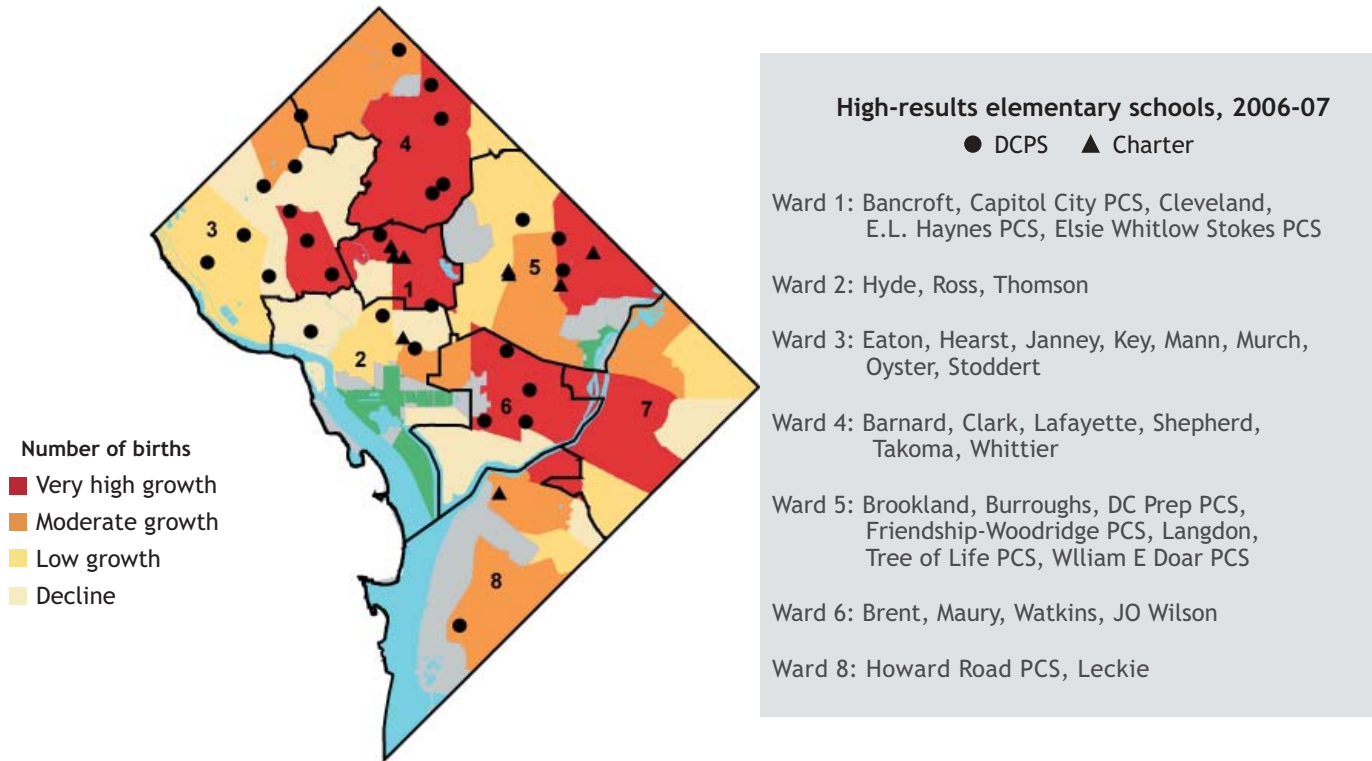 4
3
5
1
2
6
7
8
Number of births
Very high growth
Moderate growth
Low growth
Decline
High-results elementary schools, 2006-07
DCPS Charter
Ward 1: Bancroft, Capitol City PCS, Cleveland,
E.L. Haynes PCS, Elsie Whitlow Stokes PCS
Ward 2: Hyde, Ross, Thomson
Ward 3: Eaton, Hearst, Janney, Key, Mann, Murch,
Oyster, Stoddert
Ward 4: Barnard, Clark, Lafayette, Shepherd,
Takoma, Whittier
Ward 5: Brookland, Burroughs, DC Prep PCS,
Friendship-Woodridge PCS, Langdon,
Tree of Life PCS, Wlliam E Doar PCS
Ward 6: Brent, Maury, Watkins, JO Wilson
Ward 8: Howard Road PCS, Leckie